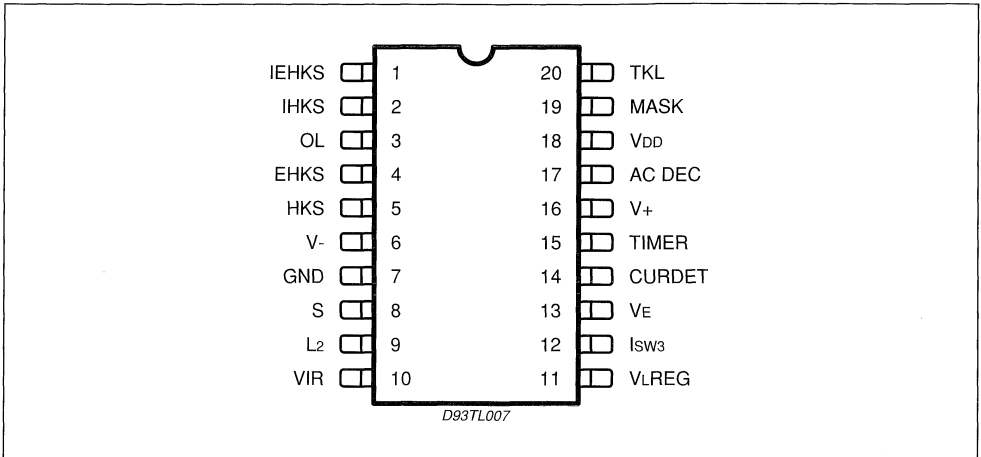 IEHKS 1 20 TKL
IHKS 2 19 MASK
OL 3 18 VDD
EHKS 4 17 AC DEC
HKS 5 16 V+
V- 6 15 TIMER
GND 7 14 CURDET
S 8 13 VE
L2 9 12 ISW3
VIR 10 11 VLREG
D93TL007